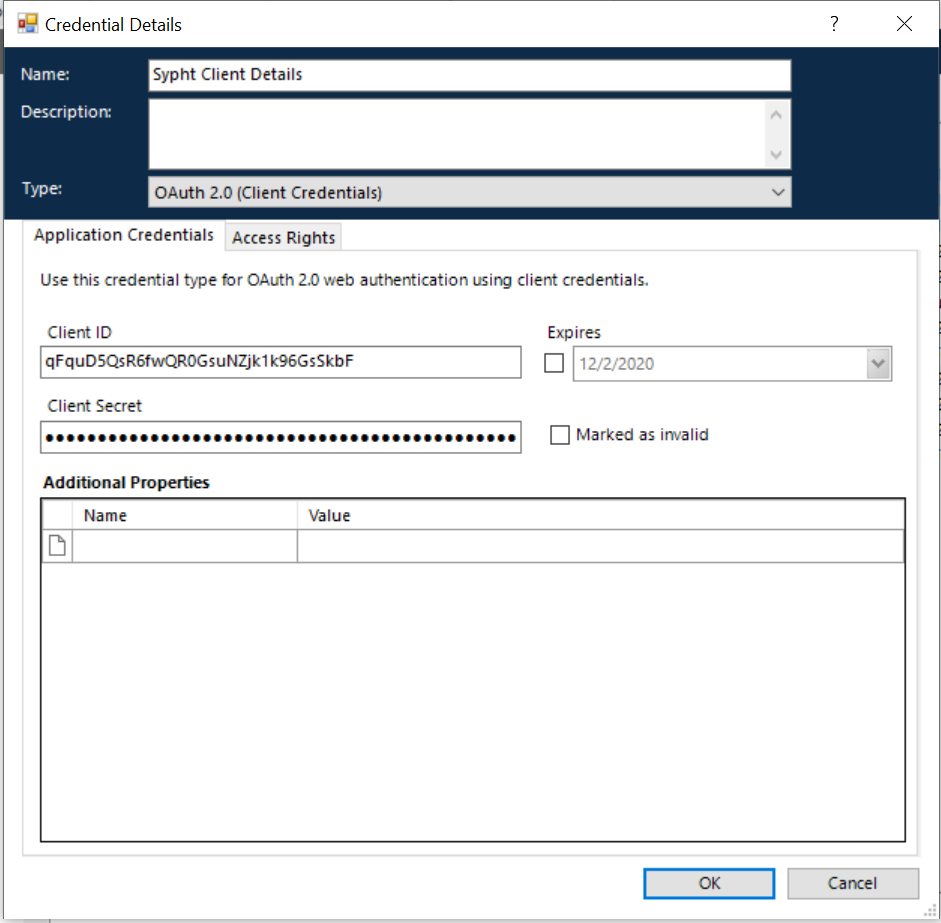 Credential Details ?
Name: Sypht Client Details
Description:
Type: OAuth 2.0 (Client Credentials)
Application Credentials Access Rights
Use this credential type for OAuth 2.0 web authentication using client credentials.
Client ID Expires
qFquD5QsR6fwQR0GsuNZjk1k96GsSkbF 12/2/2020
Client Secret
●●●●●●●●●●●●●●●●●●●●●●●●●●●●●●●●●●●●●●●●●●● Marked as invalid
Additional Properties
Name Value
OK Cancel